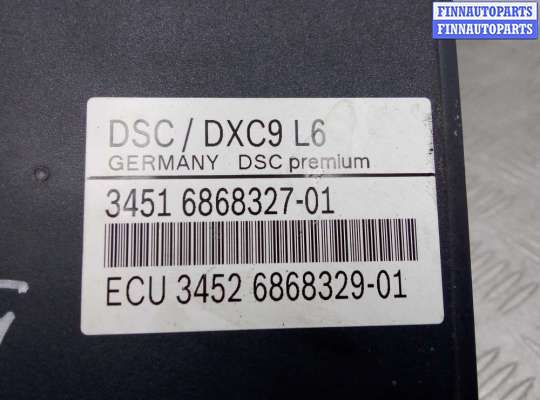 FINNAUTOPARTS
FINNAUTOPARTS
DSC / DXC9 L6
GERMANY DSC premium
3451 6868327-01
ECU 3452 6868329-01